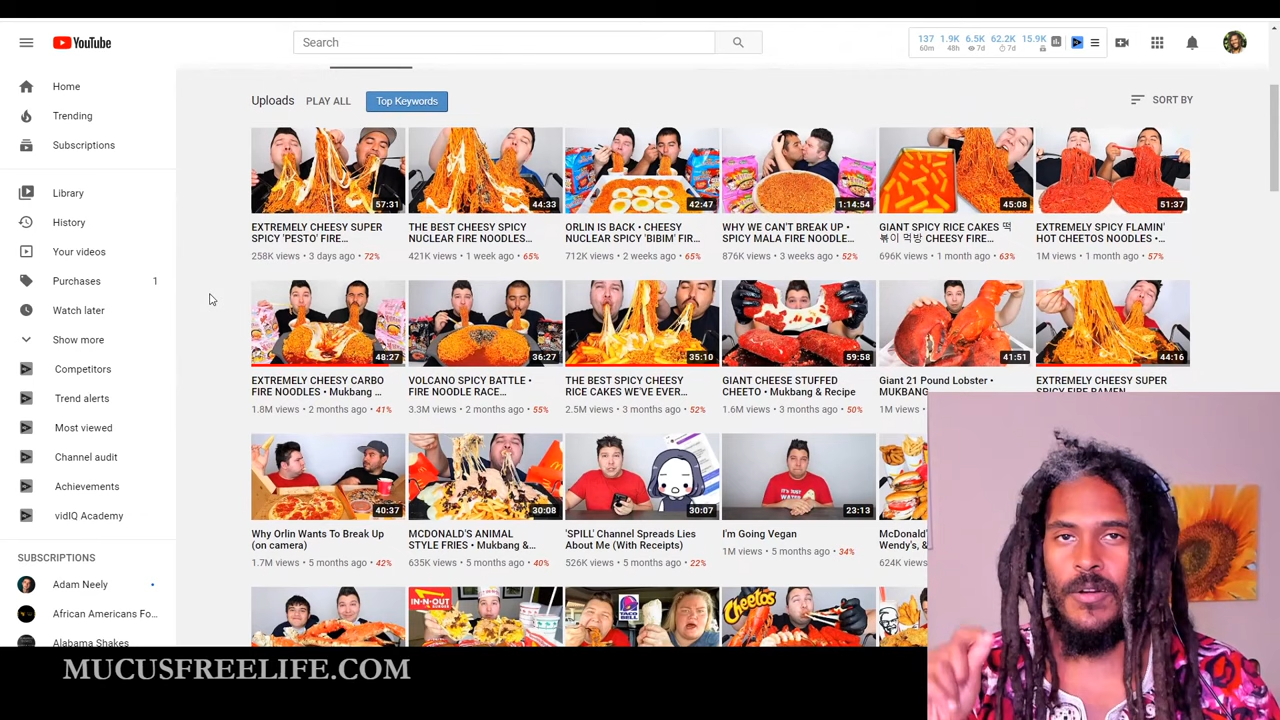 YouTube
Search
137 1.9K 6.5K 62.2K 15.9K
60m 48h 7d 7d
Home
Trending
Subscriptions
Library
History
Your videos
Purchases 1
Watch later
Show more
Competitors
Trend alerts
Most viewed
Channel audit
Achievements
vidIQ Academy
SUBSCRIPTIONS
Adam Neely
African Americans Fo...
Alabama Shakes
Uploads PLAY ALL Top Keywords SORT BY
57:31 44:33 42:47 1:14:54 45:08 51:37
EXTREMELY CHEESY SUPER
SPICY 'PESTO' FIRE...
258K views • 3 days ago • 72%
THE BEST CHEESY SPICY
NUCLEAR FIRE NOODLES...
421K views • 1 week ago • 65%
ORLIN IS BACK • CHEESY
NUCLEAR SPICY 'BIBIM' FIR...
712K views • 2 weeks ago • 65%
WHY WE CAN'T BREAK UP •
SPICY MALA FIRE NOODLE...
876K views • 3 weeks ago • 52%
GIANT SPICY RICE CAKES 떡
볶이 먹방 CHEESY FIRE...
696K views • 1 month ago • 63%
EXTREMELY SPICY FLAMIN'
HOT CHEETOS NOODLES •...
1M views • 1 month ago • 57%
48:27 36:27 35:10 59:58 41:51 44:16
EXTREMELY CHEESY CARBO
FIRE NOODLES • Mukbang ...
1.8M views • 2 months ago • 41%
VOLCANO SPICY BATTLE •
FIRE NOODLE RACE...
3.3M views • 2 months ago • 55%
THE BEST SPICY CHEESY
RICE CAKES WE'VE EVER...
2.5M views • 3 months ago • 52%
GIANT CHEESE STUFFED
CHEETO • Mukbang & Recipe
1.6M views • 3 months ago • 50%
Giant 21 Pound Lobster •
MUKBANG
1M views •
EXTREMELY CHEESY SUPER
SPICY FIRE RAMEN
40:37 30:08 30:07 23:13
IT'S JUST
WATER
Why Orlin Wants To Break Up
(on camera)
1.7M views • 5 months ago • 42%
MCDONALD'S ANIMAL
STYLE FRIES • Mukbang &...
635K views • 5 months ago • 40%
'SPILL' Channel Spreads Lies
About Me (With Receipts)
526K views • 5 months ago • 22%
I'm Going Vegan
1M views • 5 months ago • 34%
McDonald'
Wendy's, &
624K views
IN-N-OUT
BURGER
TACO
BELL
Cheetos
KFC
MUCUSFREELIFE.COM